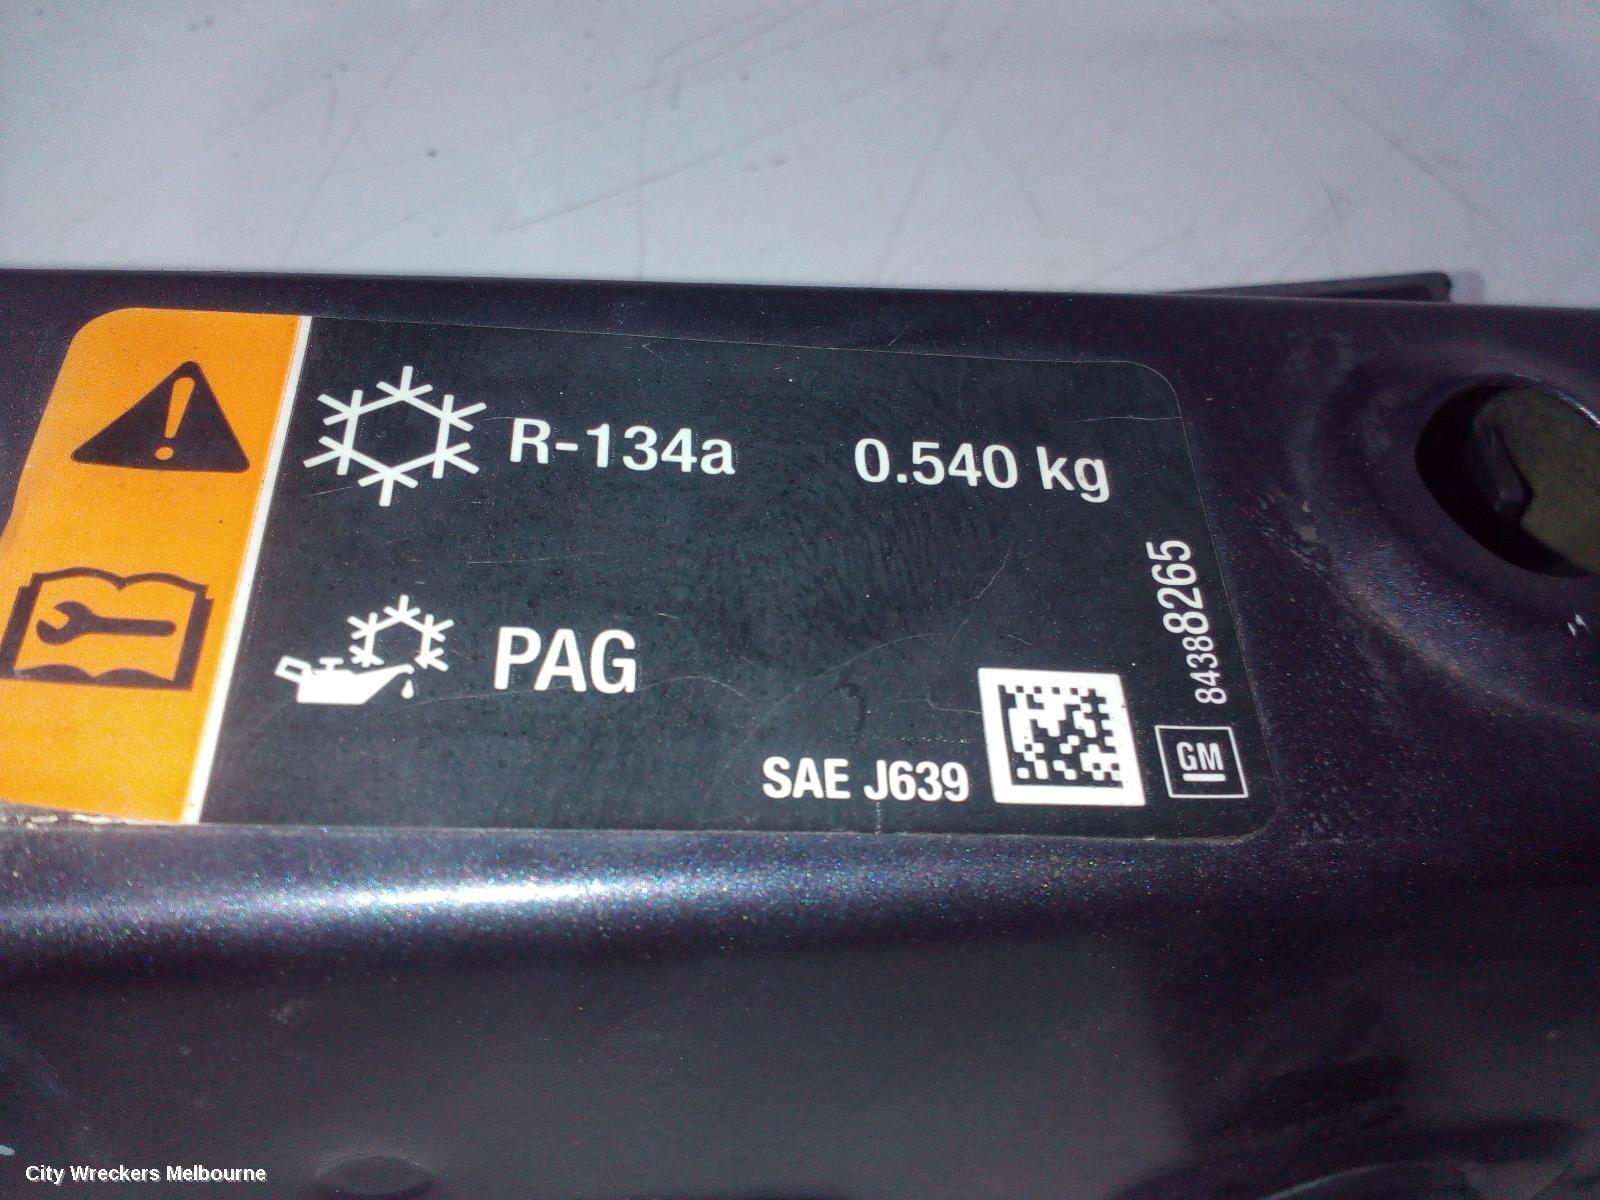 R-134a 0.540 kg
PAG
SAE J639
84388265
GM
City Wreckers Melbourne